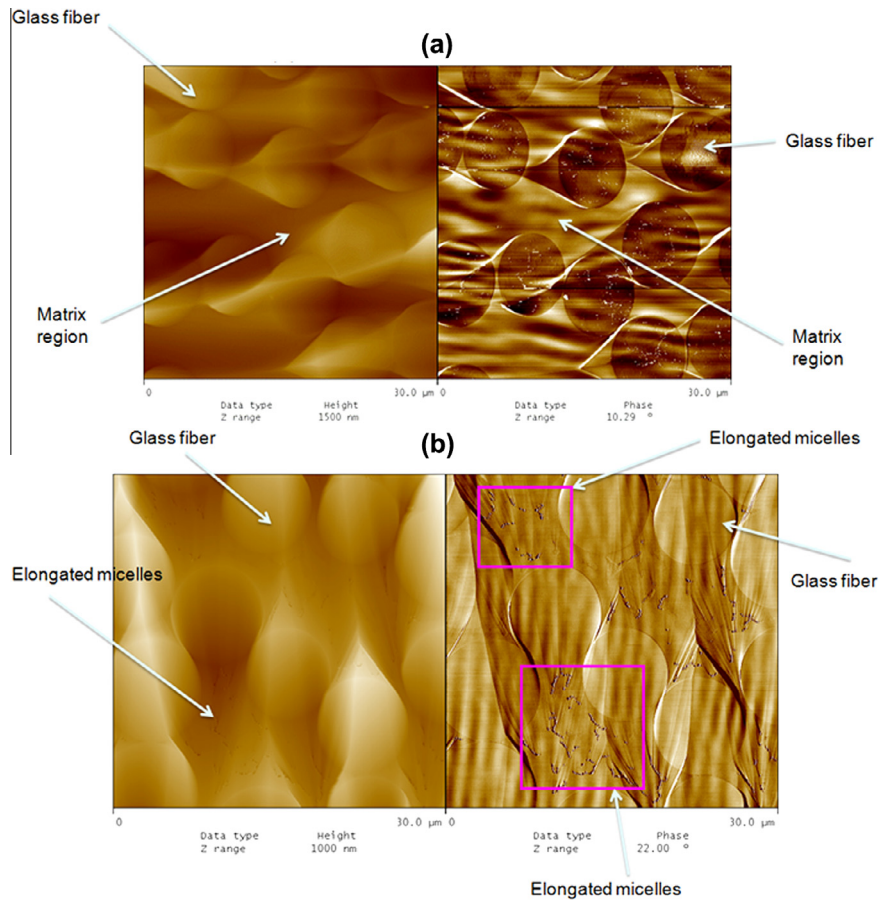 Glass fiber
(a)
Glass fiber
Matrix
region
Matrix
region
0
30.0 µm
0
30.0 µm
Data type
Height
Data type
Phase
Z range
1500 nm
Z range
10.29 °
(b)
Glass fiber
Elongated micelles
Elongated micelles
Glass fiber
0
30.0 µm
0
30.0 µm
Data type
Height
Data type
Phase
Z range
1000 nm
Z range
22.00 °
Elongated micelles